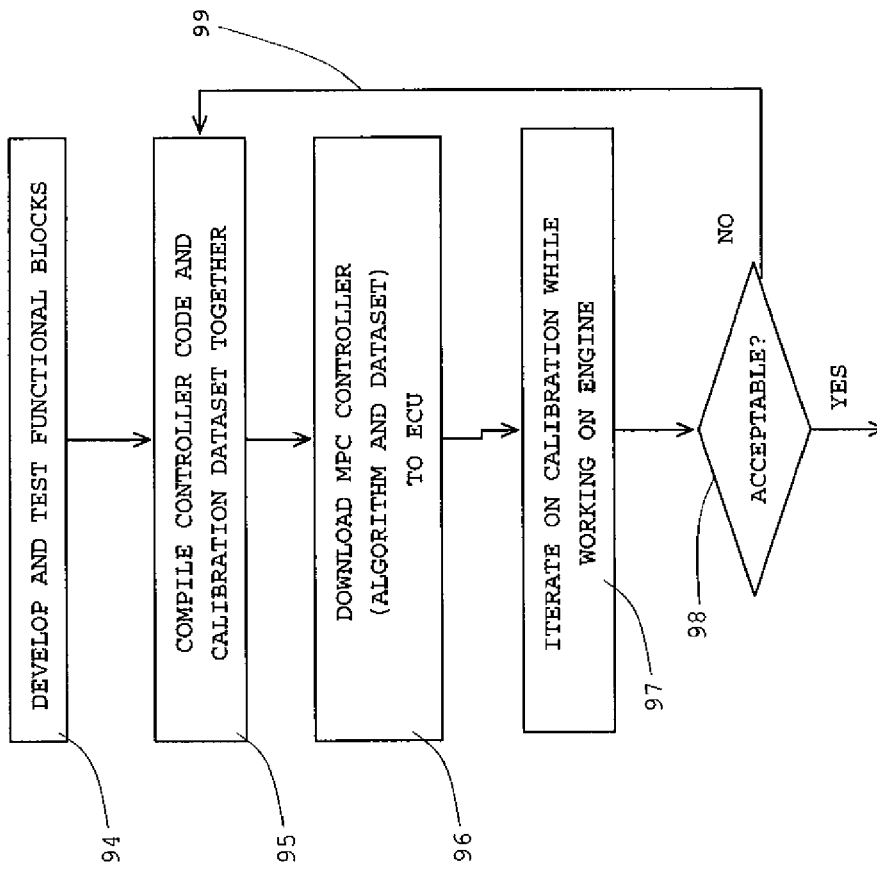 DEVELOP AND TEST FUNCTIONAL BLOCKS
94
COMPILE CONTROLLER CODE AND
CALIBRATION DATASET TOGETHER
95
DOWNLOAD MPC CONTROLLER
(ALGORITHM AND DATASET)
TO ECU
96
ITERATE ON CALIBRATION WHILE
WORKING ON ENGINE
97
ACCEPTABLE?
98
NO
99
YES